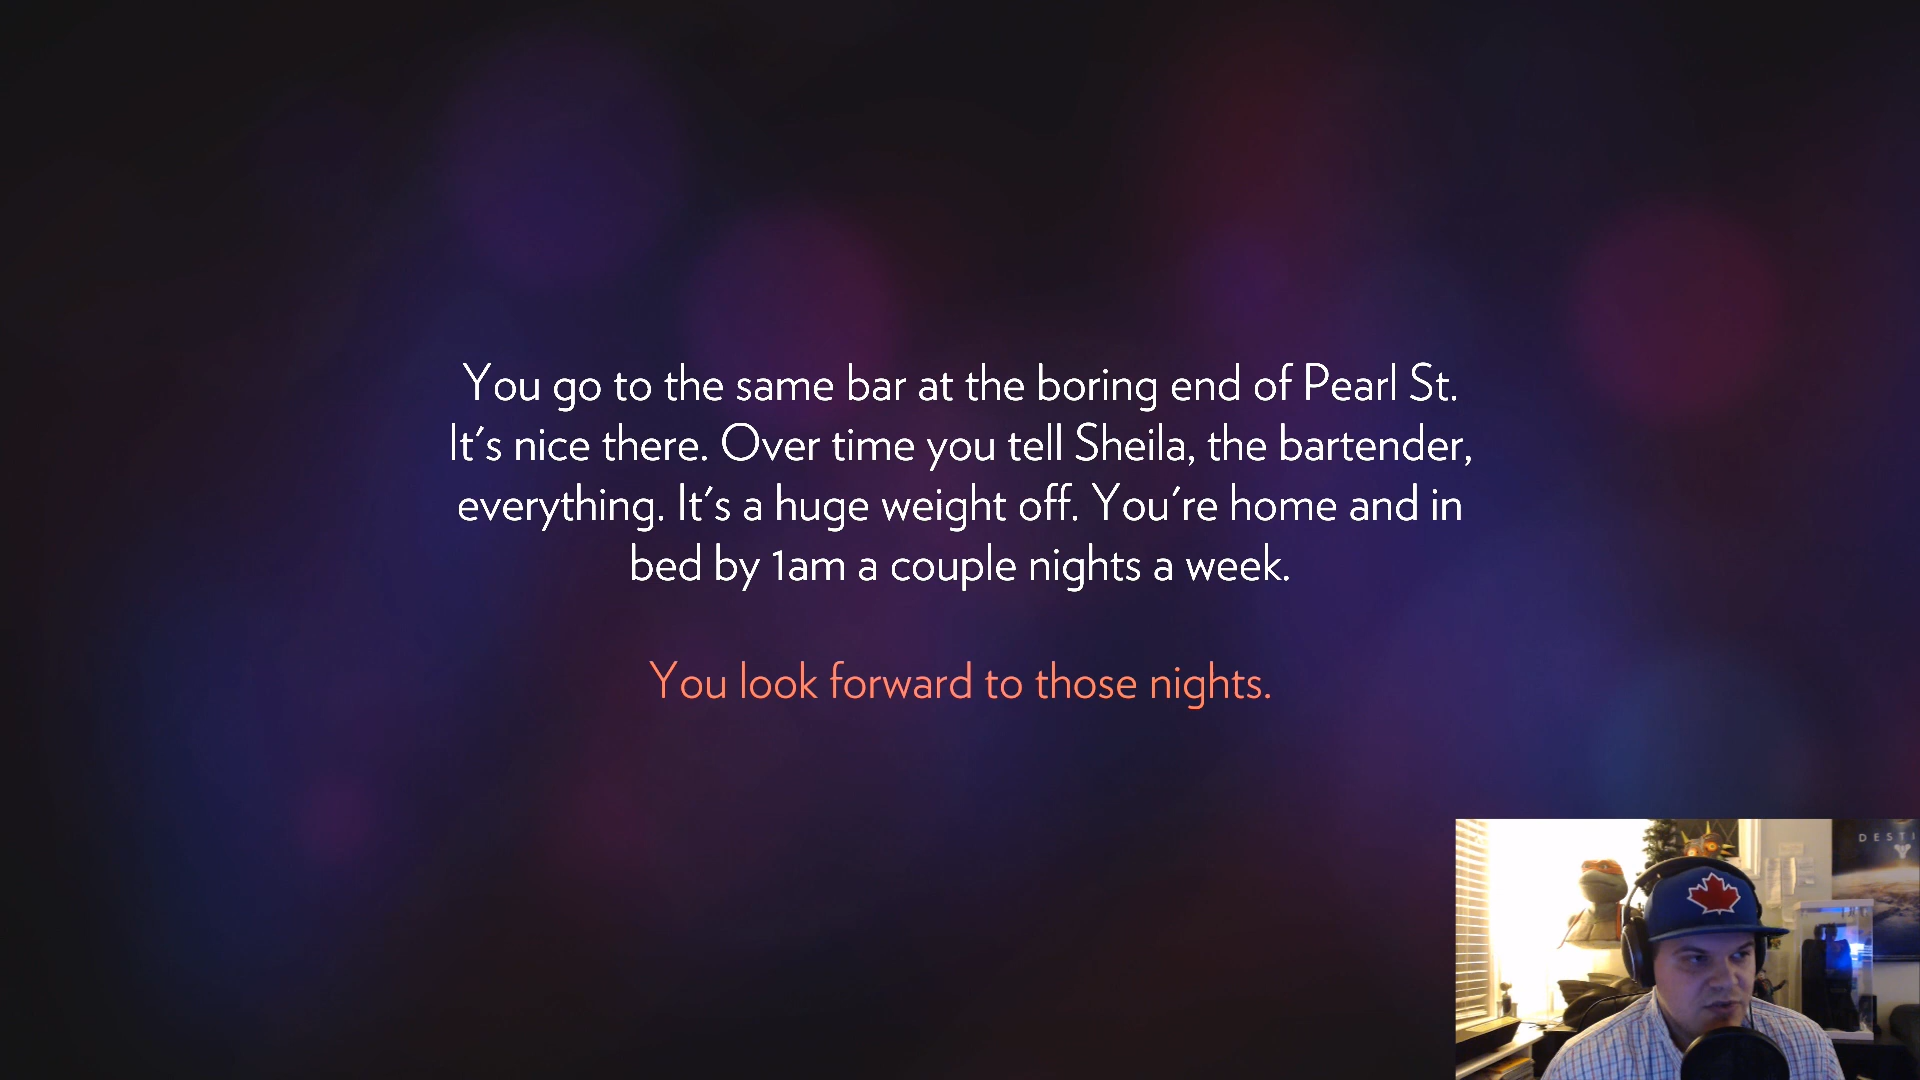 You go to the same bar at the boring end of Pearl St.
It's nice there. Over time you tell Sheila, the bartender,
everything. It's a huge weight off. You're home and in
bed by 1am a couple nights a week.
You look forward to those nights.
DESTI